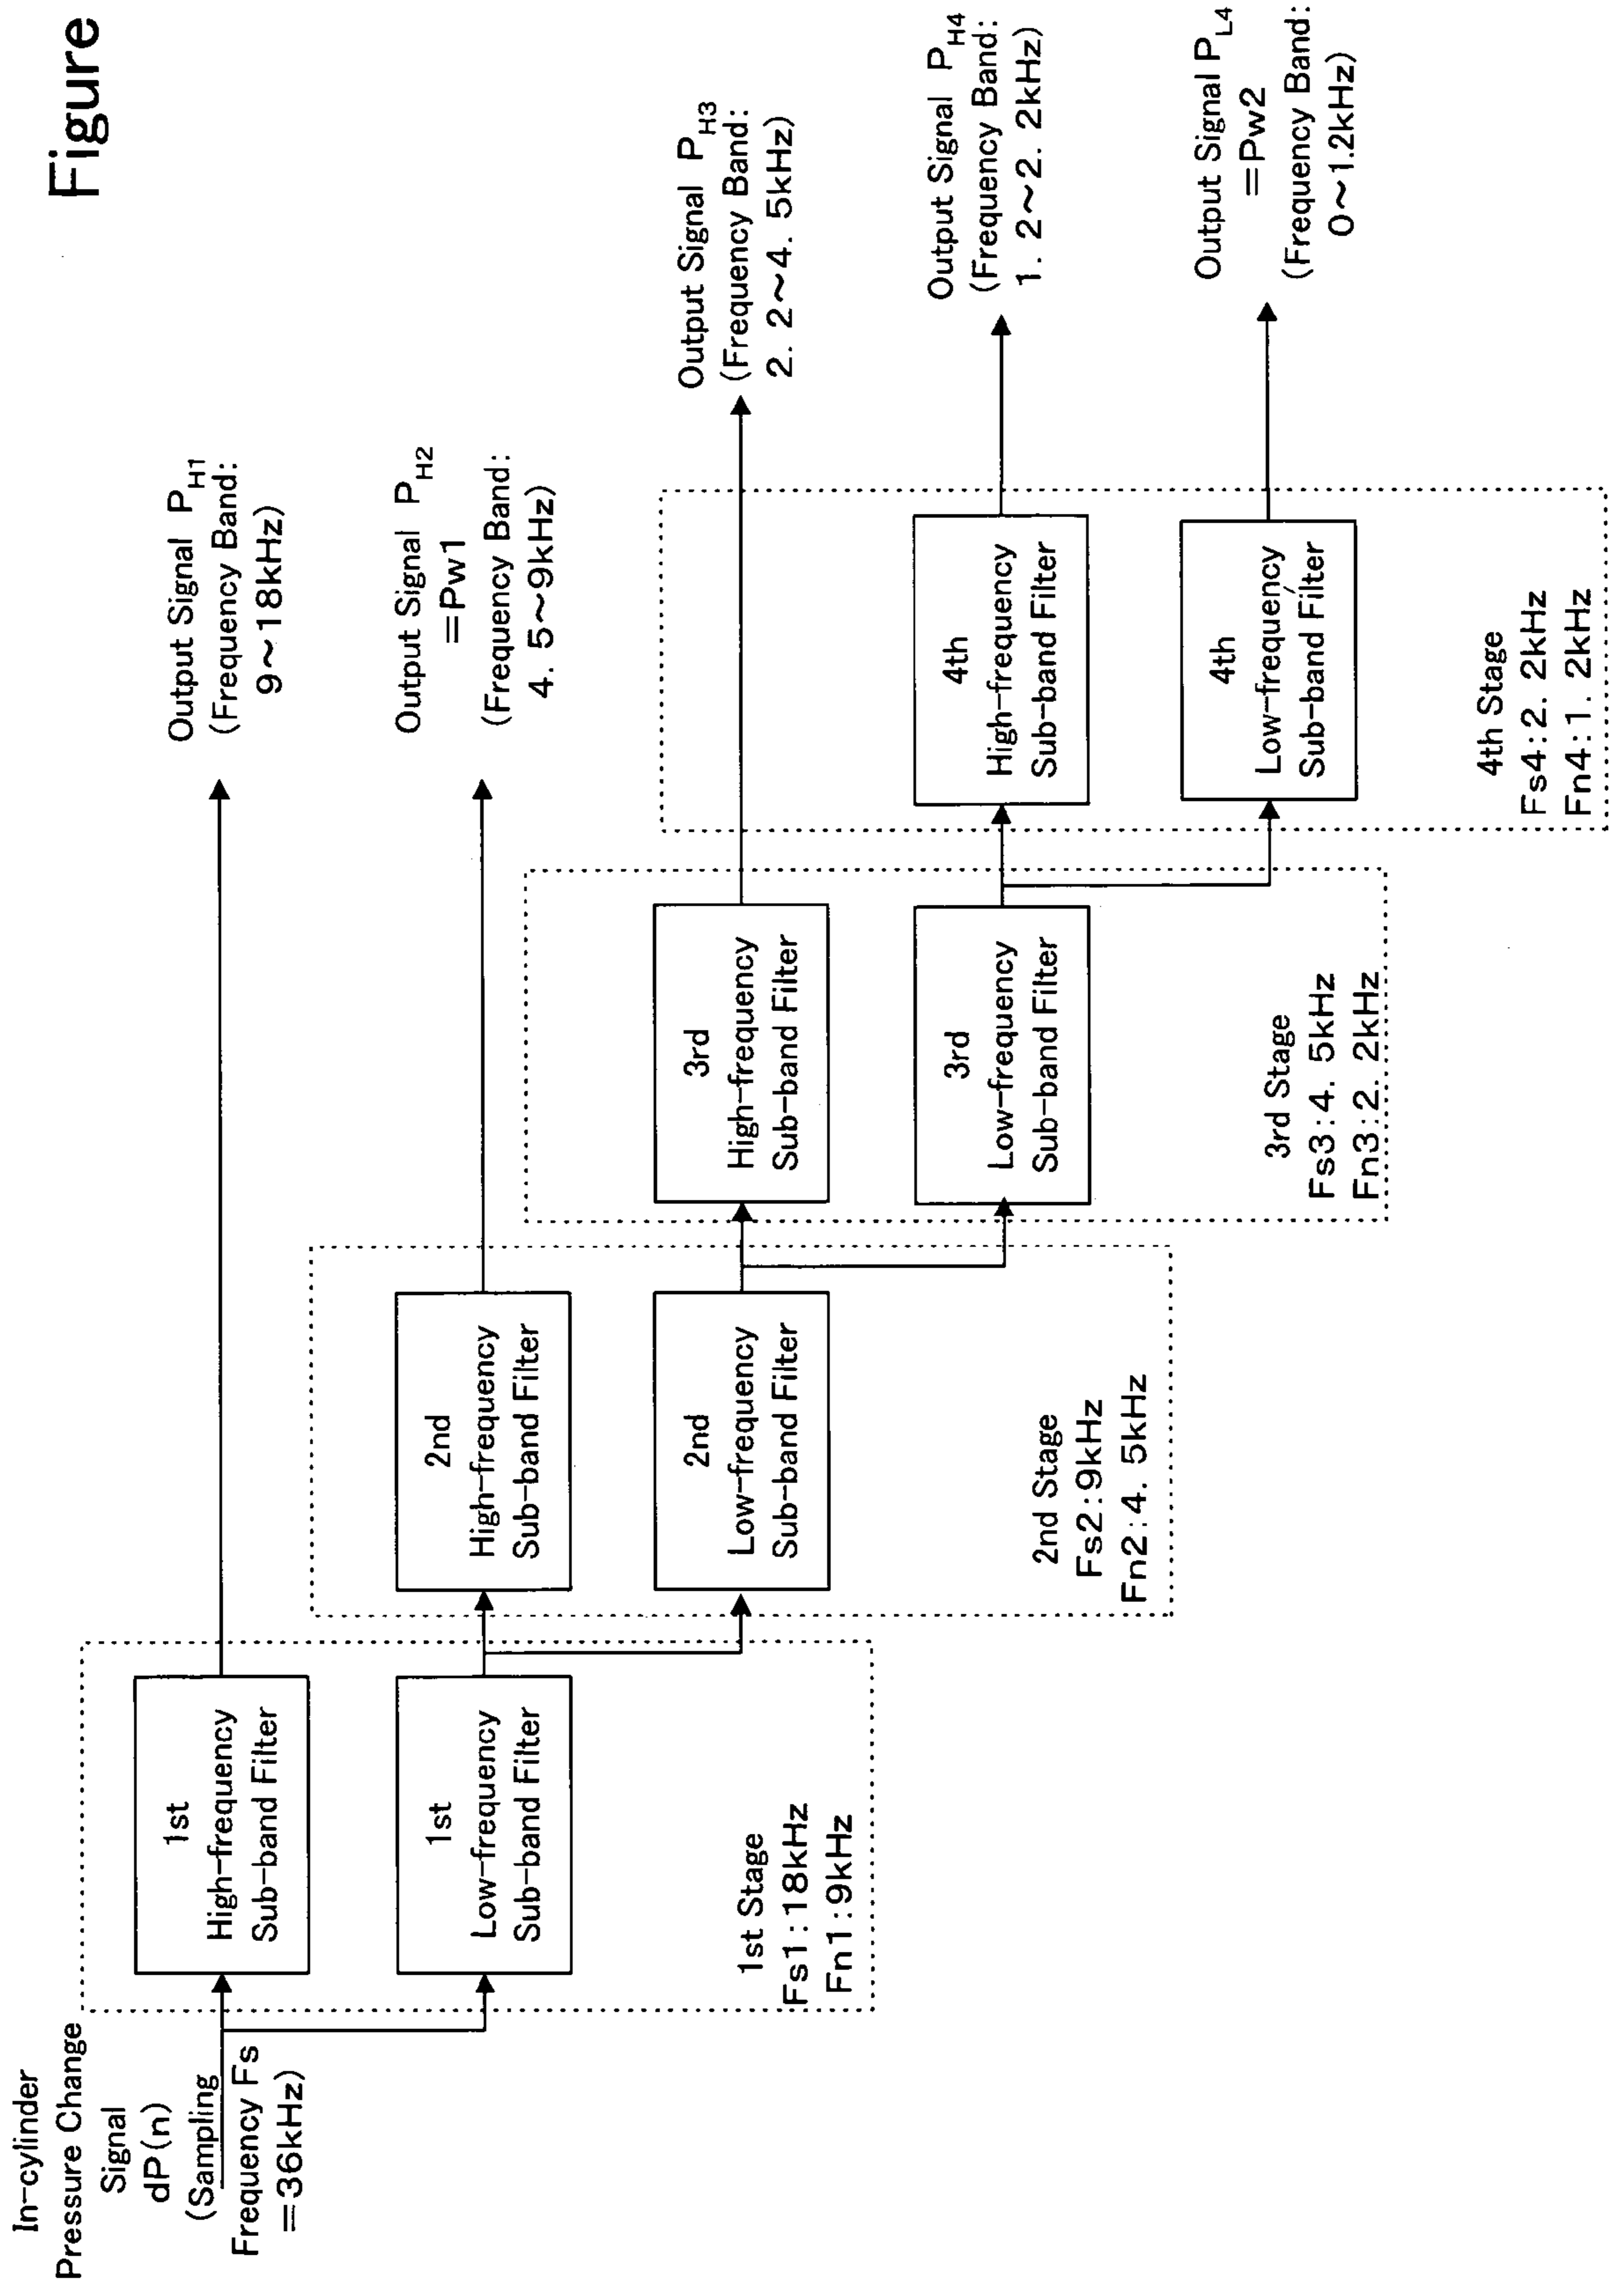 Figure
In-cylinder
Pressure Change
Signal
dP(n)
(Sampling
Frequency Fs
=36kHz)
1st
High-frequency
Sub-band Filter
1st
Low-frequency
Sub-band Filter
1st Stage
Fs1:18kHz
Fn1:9kHz
2nd
High-frequency
Sub-band Filter
2nd
Low-frequency
Sub-band Filter
2nd Stage
Fs2:9kHz
Fn2:4. 5kHz
3rd
High-frequency
Sub-band Filter
3rd
Low-frequency
Sub-band Filter
3rd Stage
Fs3:4. 5kHz
Fn3:2. 2kHz
4th
High-frequency
Sub-band Filter
4th
Low-frequency
Sub-band Filter
4th Stage
Fs4:2. 2kHz
Fn4:1. 2kHz
Output Signal PH1
(Frequency Band:
9~18kHz)
Output Signal PH2
=Pw1
(Frequency Band:
4. 5~9kHz)
Output Signal PH3
(Frequency Band:
2. 2~4. 5kHz)
Output Signal PH4
(Frequency Band:
1. 2~2. 2kHz)
Output Signal PL4
=Pw2
(Frequency Band:
0~1.2kHz)